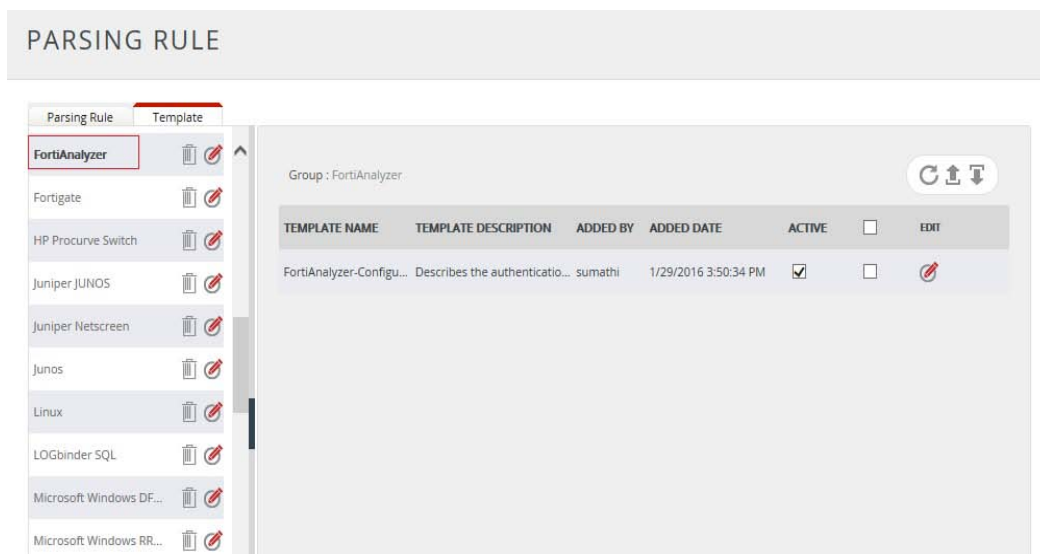 PARSING RULE
Parsing Rule
Template
FortiAnalyzer
Fortigate
HP Procurve Switch
Juniper JUNOS
Juniper Netscreen
Junos
Linux
LOGbinder SQL
Microsoft Windows DF...
Microsoft Windows RR...
Group : FortiAnalyzer
TEMPLATE NAME TEMPLATE DESCRIPTION ADDED BY ADDED DATE ACTIVE EDIT
FortiAnalyzer-Configu... Describes the authenticatio... sumathi 1/29/2016 3:50:34 PM